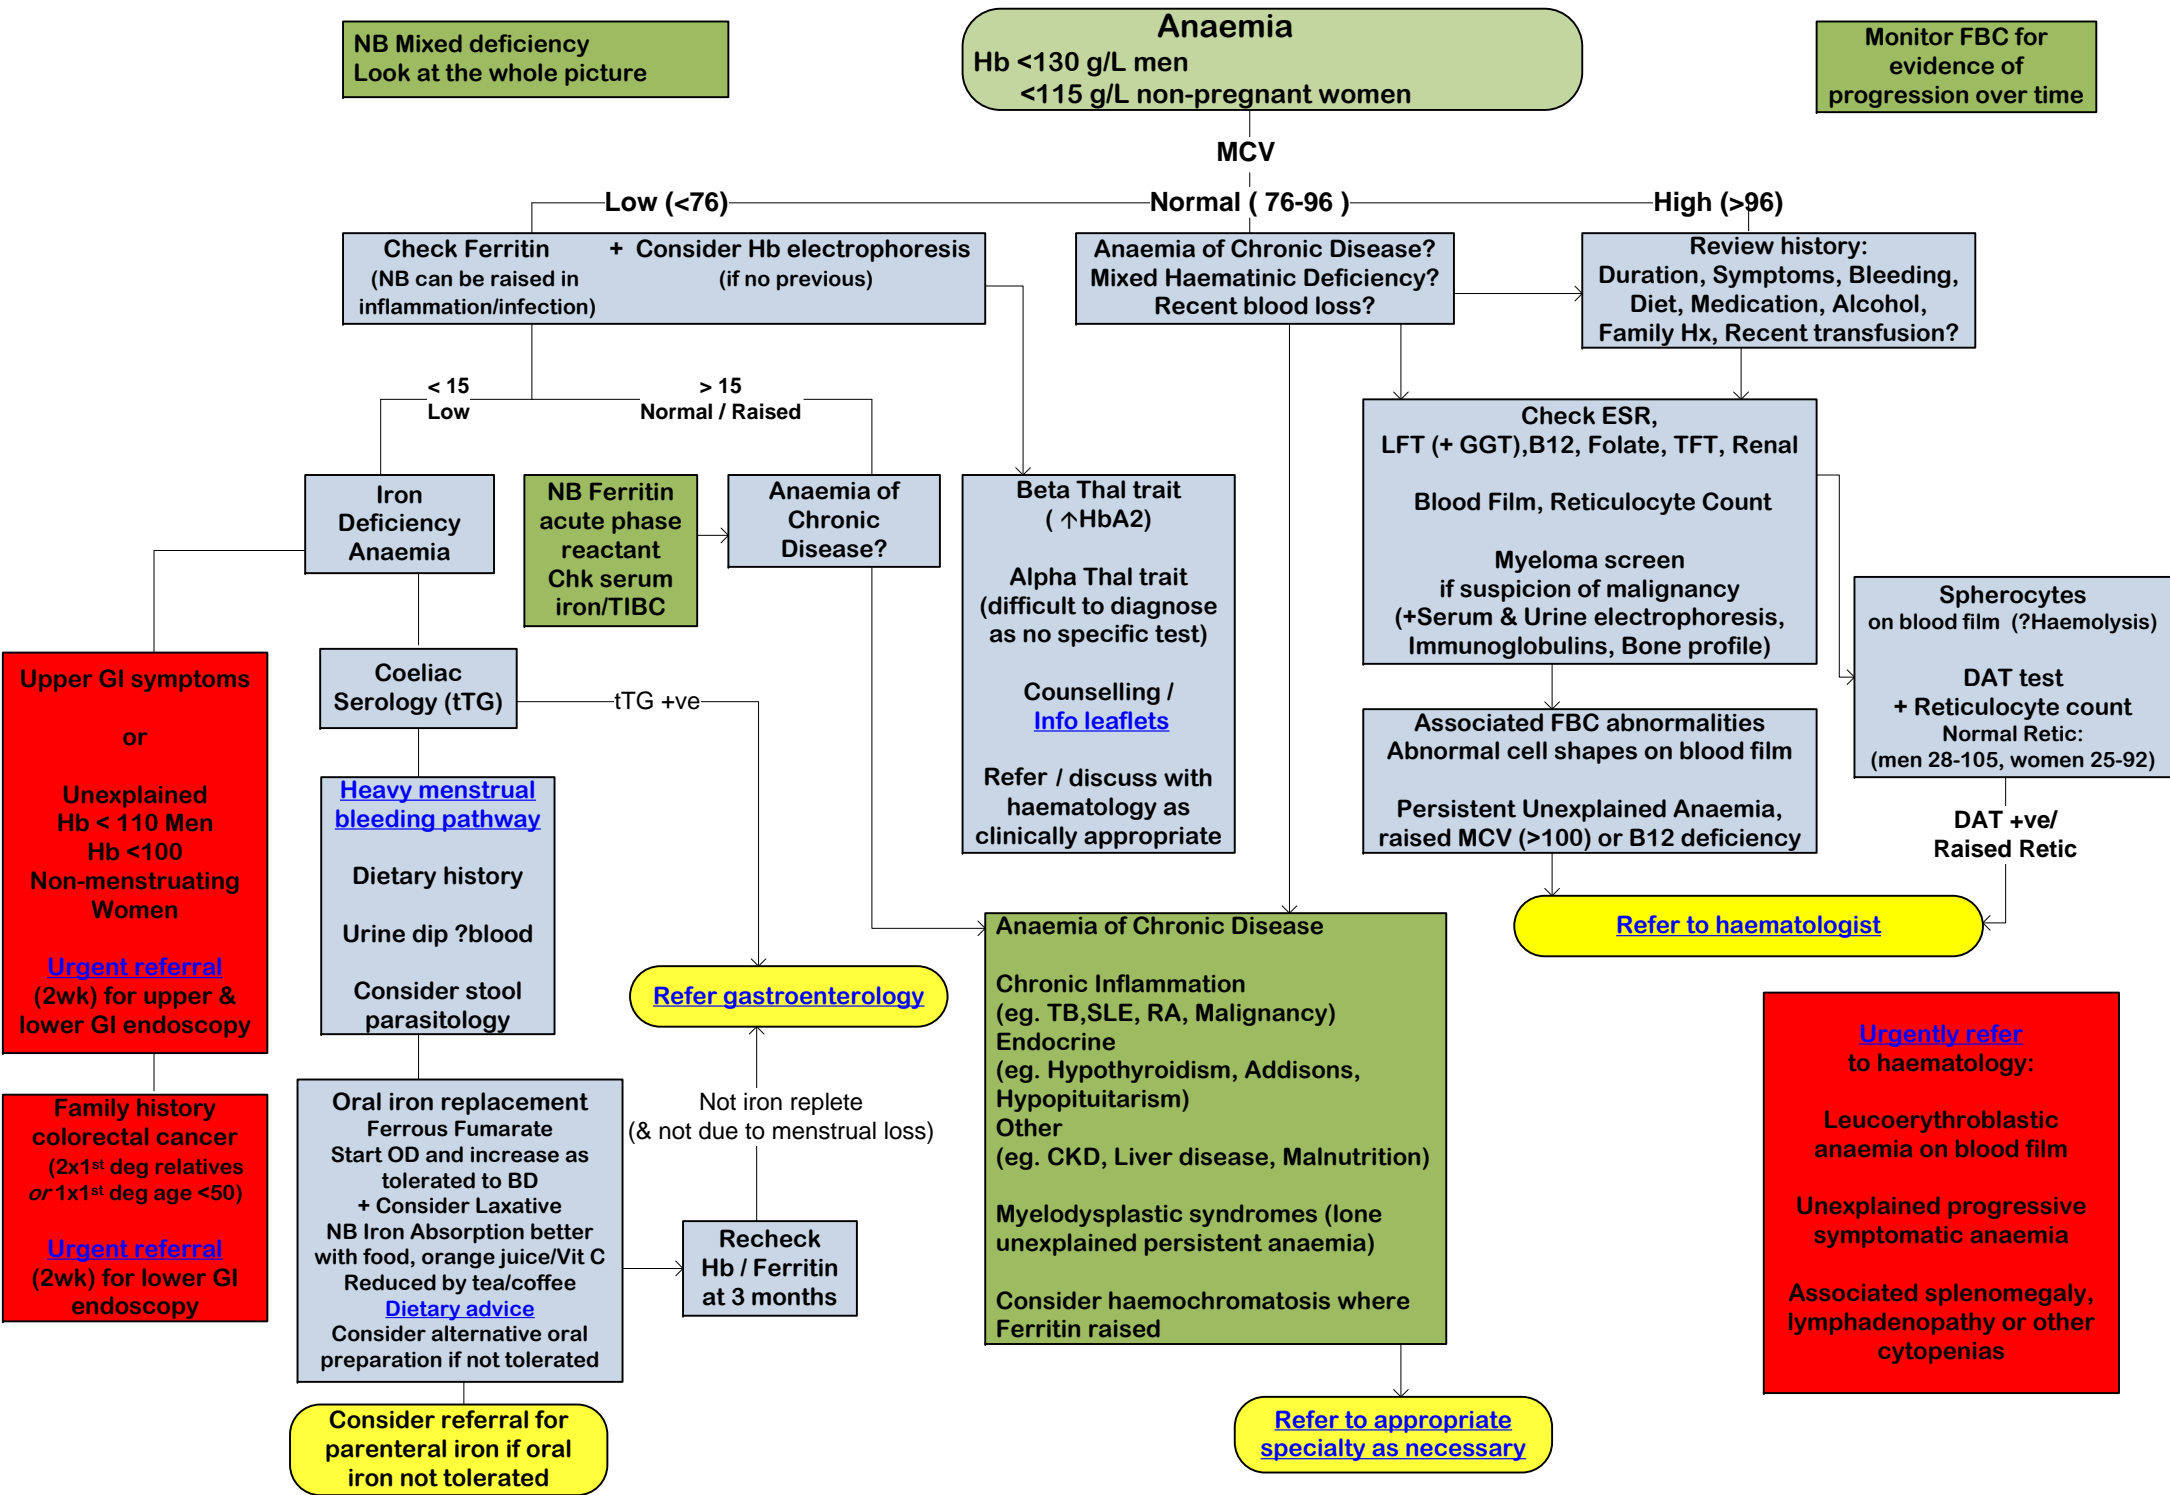 NB Mixed deficiency
Look at the whole picture
Anaemia
Hb <130 g/L men
<115 g/L non-pregnant women
Monitor FBC for
evidence of
progression over time
MCV
Low (<76)
Normal ( 76-96 )
High (>96)
Check Ferritin
(NB can be raised in
inflammation/infection)
+ Consider Hb electrophoresis
(if no previous)
Anaemia of Chronic Disease?
Mixed Haematinic Deficiency?
Recent blood loss?
Review history:
Duration, Symptoms, Bleeding,
Diet, Medication, Alcohol,
Family Hx, Recent transfusion?
< 15
Low
> 15
Normal / Raised
Iron
Deficiency
Anaemia
NB Ferritin
acute phase
reactant
Chk serum
iron/TIBC
Anaemia of
Chronic
Disease?
Beta Thal trait
( ↑HbA2)
Alpha Thal trait
(difficult to diagnose
as no specific test)
Counselling /
Info leaflets
Refer / discuss with
haematology as
clinically appropriate
Check ESR,
LFT (+ GGT),B12, Folate, TFT, Renal
Blood Film, Reticulocyte Count
Myeloma screen
if suspicion of malignancy
(+Serum & Urine electrophoresis,
Immunoglobulins, Bone profile)
Spherocytes
on blood film (?Haemolysis)
DAT test
+ Reticulocyte count
Normal Retic:
(men 28-105, women 25-92)
Upper GI symptoms
or
Unexplained
Hb < 110 Men
Hb <100
Non-menstruating
Women
Urgent referral
(2wk) for upper &
lower GI endoscopy
Coeliac
Serology (tTG)
tTG +ve
Associated FBC abnormalities
Abnormal cell shapes on blood film
Persistent Unexplained Anaemia,
raised MCV (>100) or B12 deficiency
DAT +ve/
Raised Retic
Heavy menstrual
bleeding pathway
Dietary history
Urine dip ?blood
Consider stool
parasitology
Refer gastroenterology
Refer to haematologist
Anaemia of Chronic Disease
Chronic Inflammation
(eg. TB,SLE, RA, Malignancy)
Endocrine
(eg. Hypothyroidism, Addisons,
Hypopituitarism)
Other
(eg. CKD, Liver disease, Malnutrition)
Myelodysplastic syndromes (lone
unexplained persistent anaemia)
Consider haemochromatosis where
Ferritin raised
Urgently refer
to haematology:
Leucoerythroblastic
anaemia on blood film
Unexplained progressive
symptomatic anaemia
Associated splenomegaly,
lymphadenopathy or other
cytopenias
Family history
colorectal cancer
(2x1st deg relatives
or 1x1st deg age <50)
Urgent referral
(2wk) for lower GI
endoscopy
Oral iron replacement
Ferrous Fumarate
Start OD and increase as
tolerated to BD
+ Consider Laxative
NB Iron Absorption better
with food, orange juice/Vit C
Reduced by tea/coffee
Dietary advice
Consider alternative oral
preparation if not tolerated
Not iron replete
(& not due to menstrual loss)
Recheck
Hb / Ferritin
at 3 months
Consider referral for
parenteral iron if oral
iron not tolerated
Refer to appropriate
specialty as necessary